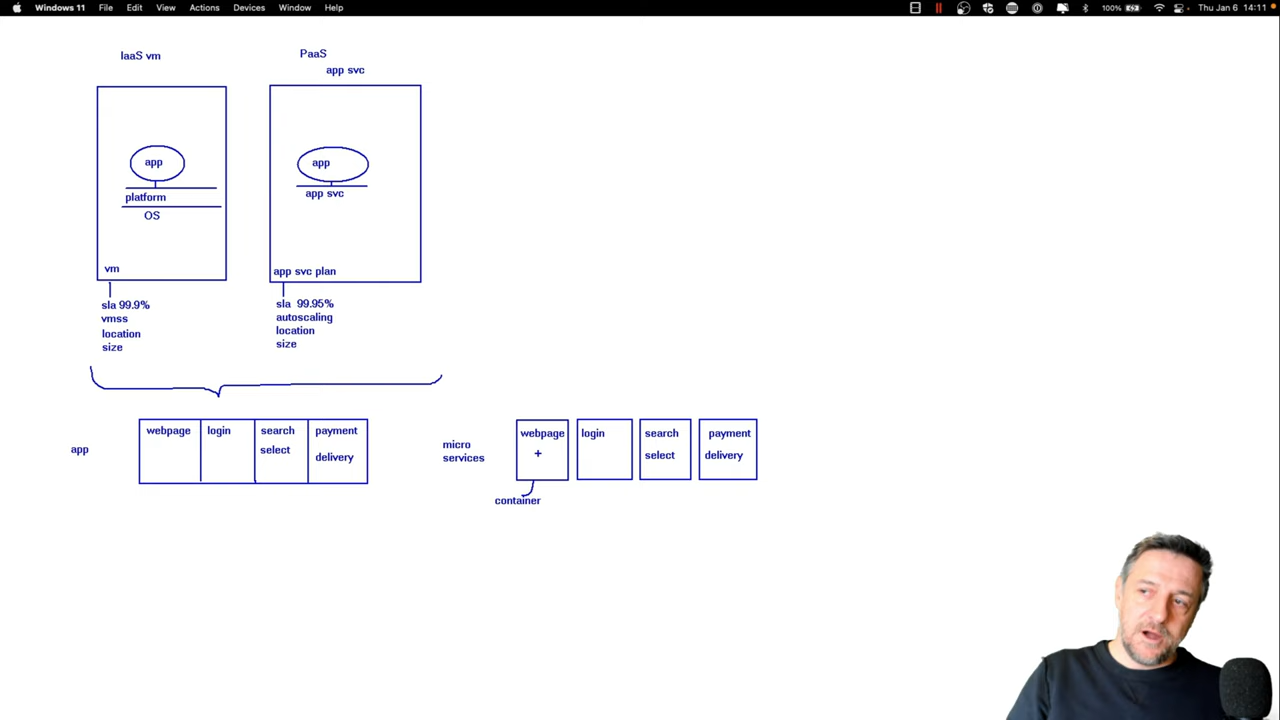 Windows 11 File Edit View Actions Devices Window Help 100% Thu Jan 6 14:11
IaaS vm
PaaS
app svc
app
platform
OS
vm
sla 99.9%
vmss
location
size
app
app svc
app svc plan
sla 99.95%
autoscaling
location
size
app
webpage
login
search
select
payment
delivery
micro
services
webpage
+
container
login
search
select
payment
delivery